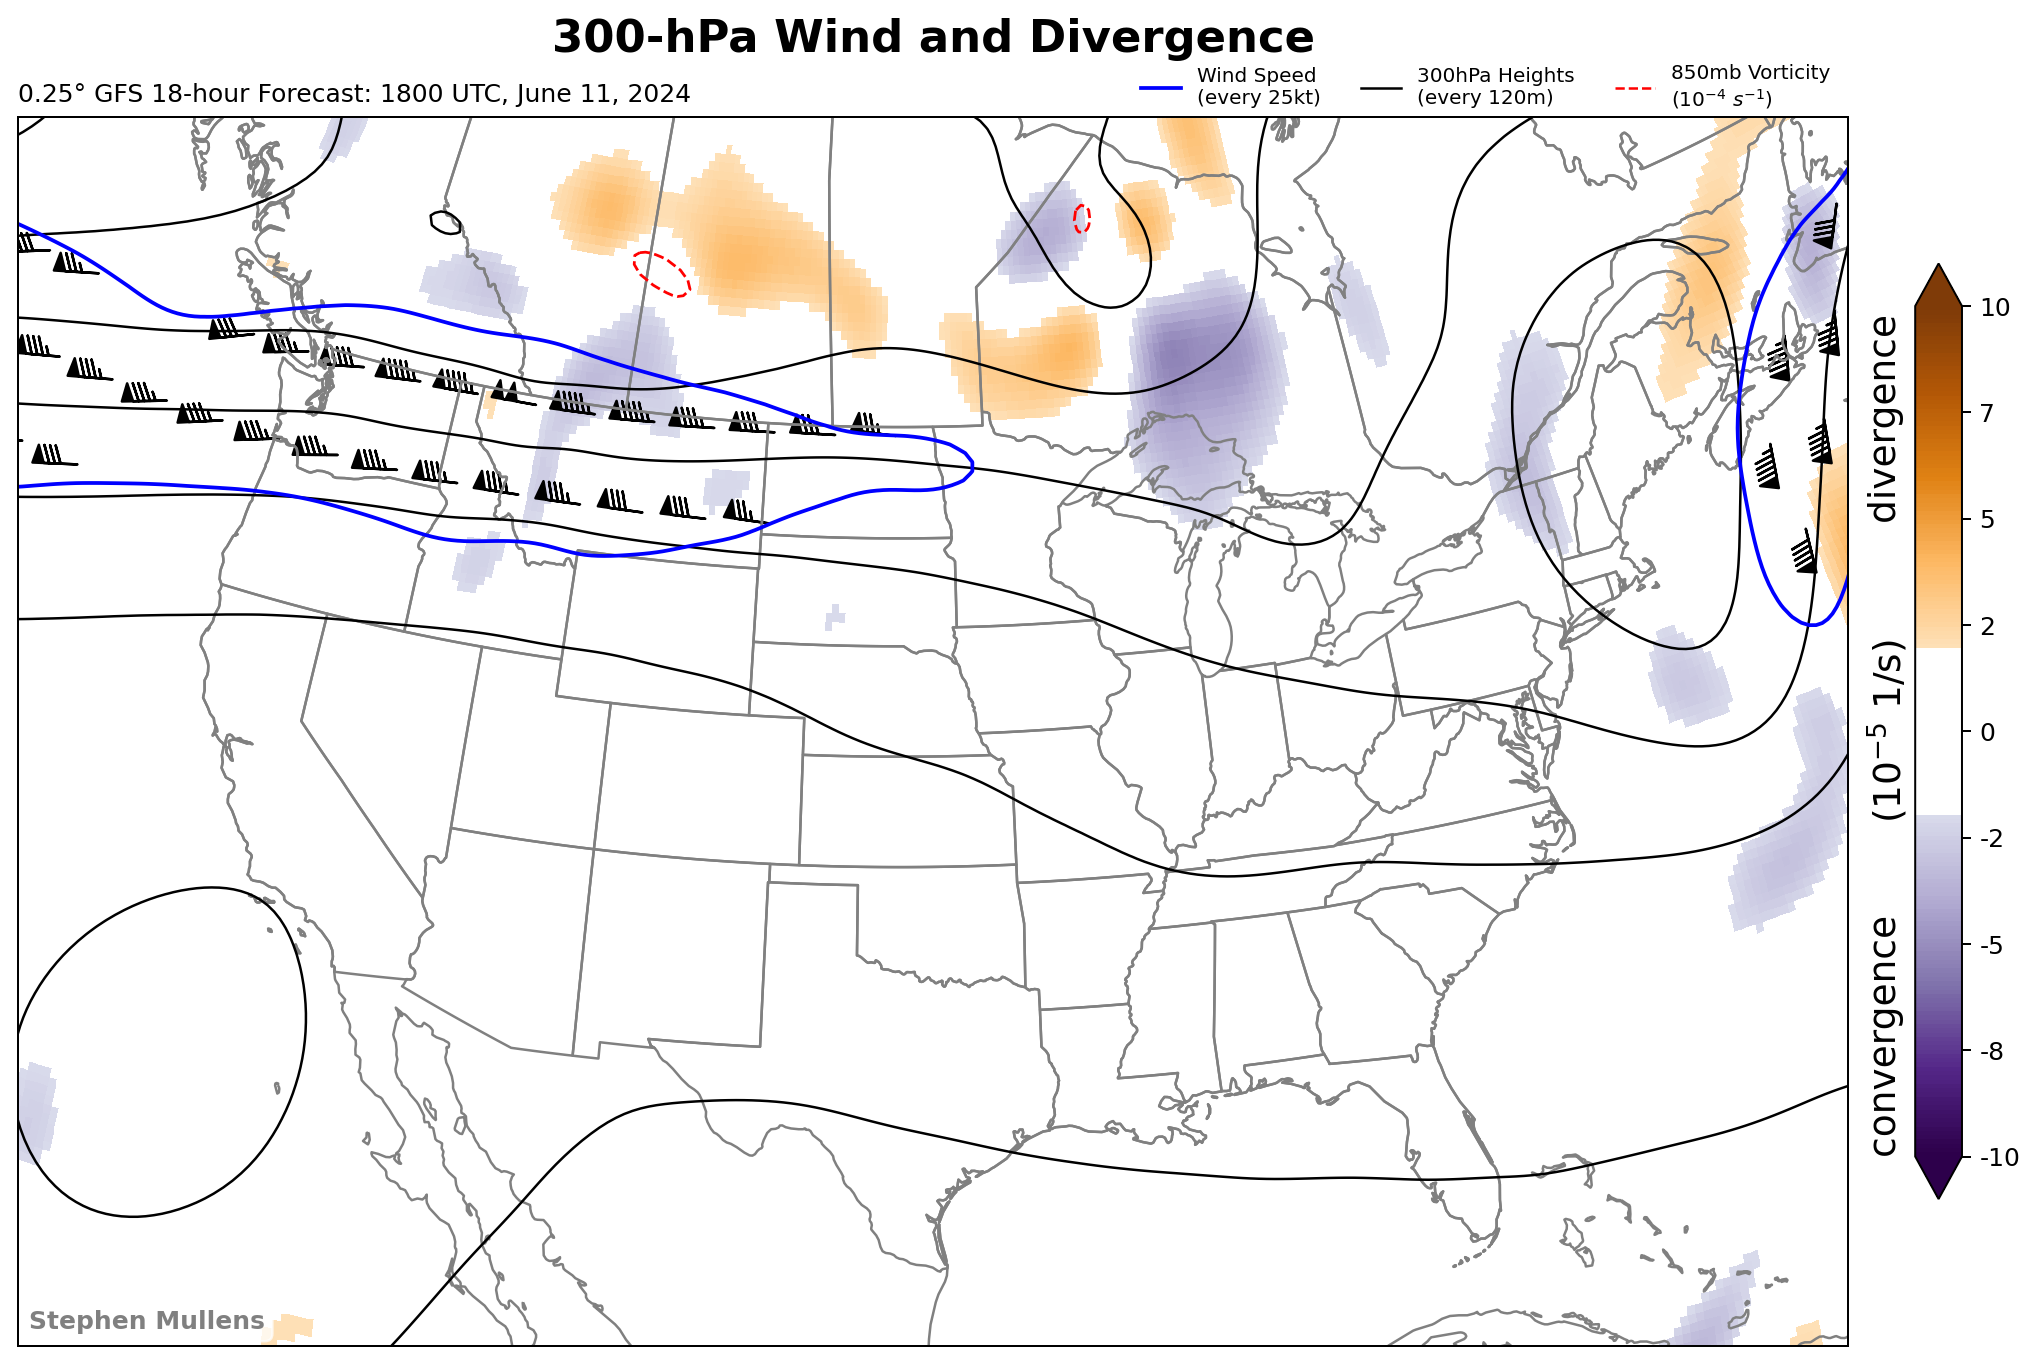 300-hPa Wind and Divergence
0.25° GFS 18-hour Forecast: 1800 UTC, June 11, 2024
Wind Speed
(every 25kt)
300hPa Heights
(every 120m)
850mb Vorticity
(10⁻⁴ s⁻¹)
10
7
5
2
0
-2
-5
-8
-10
convergence (10⁻⁵ 1/s) divergence
Stephen Mullens